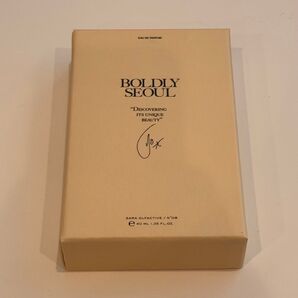 EAU DE PARFUM
BOLDLY
SEOUL
"DISCOVERING
ITS UNIQUE
BEAUTY"
ZARA OLFACTIVE / N°08
℮ 40 ML 1.35 FL.OZ.